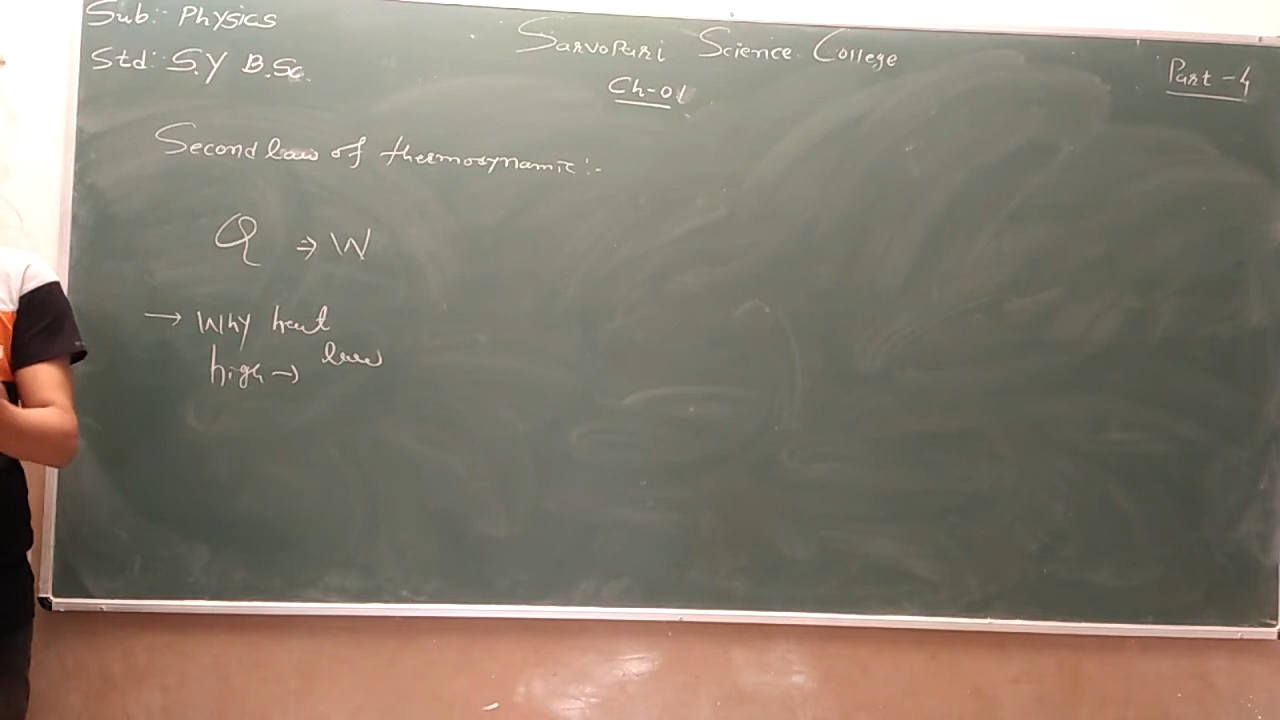 Sub:- Physics
Std:- S.Y B.Sc.
Sarvopari Science College
Ch-01
Part-4
Second law of thermodynamic:-
Q ⇒ W
→ Why heat
high → low